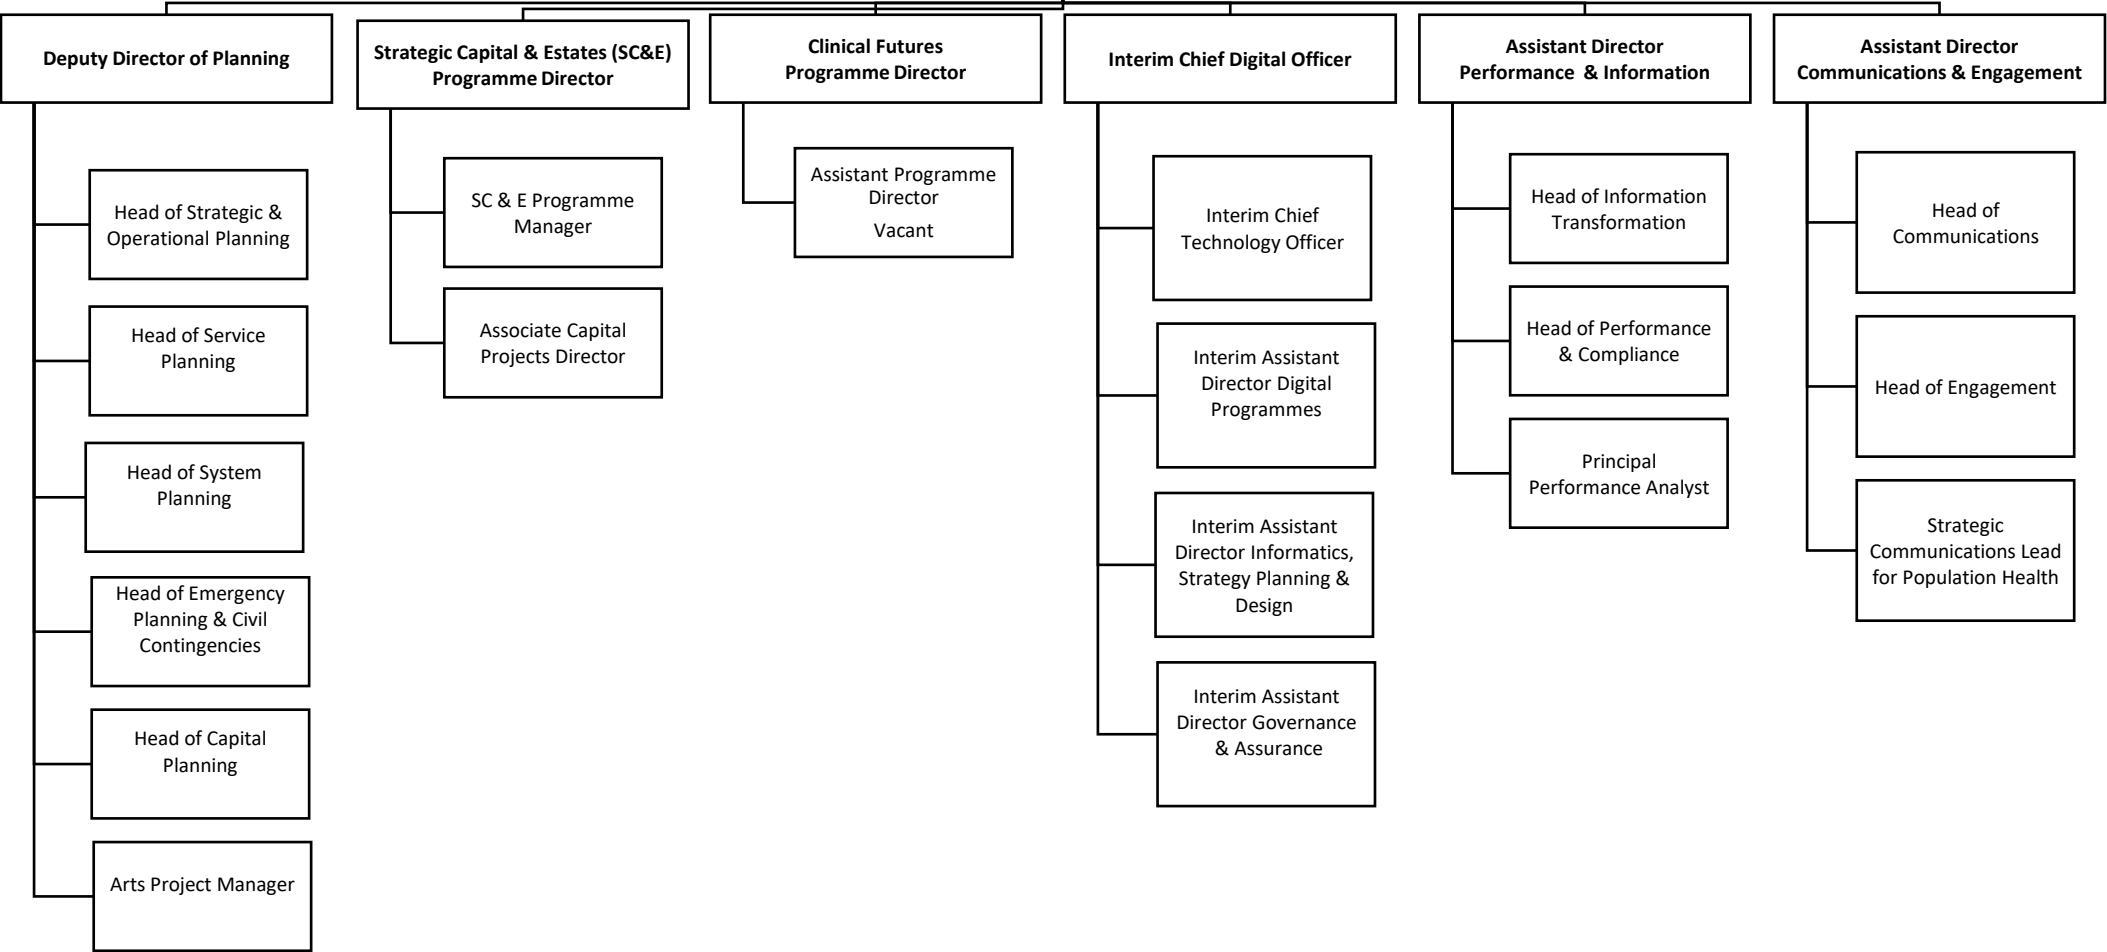 Deputy Director of Planning
Strategic Capital & Estates (SC&E)
Programme Director
Clinical Futures
Programme Director
Interim Chief Digital Officer
Assistant Director
Performance & Information
Assistant Director
Communications & Engagement
Head of Strategic &
Operational Planning
Head of Service
Planning
Head of System
Planning
Head of Emergency
Planning & Civil
Contingencies
Head of Capital
Planning
Arts Project Manager
SC & E Programme
Manager
Associate Capital
Projects Director
Assistant Programme
Director
Vacant
Interim Chief
Technology Officer
Interim Assistant
Director Digital
Programmes
Interim Assistant
Director Informatics,
Strategy Planning &
Design
Interim Assistant
Director Governance
& Assurance
Head of Information
Transformation
Head of Performance
& Compliance
Principal
Performance Analyst
Head of
Communications
Head of Engagement
Strategic
Communications Lead
for Population Health